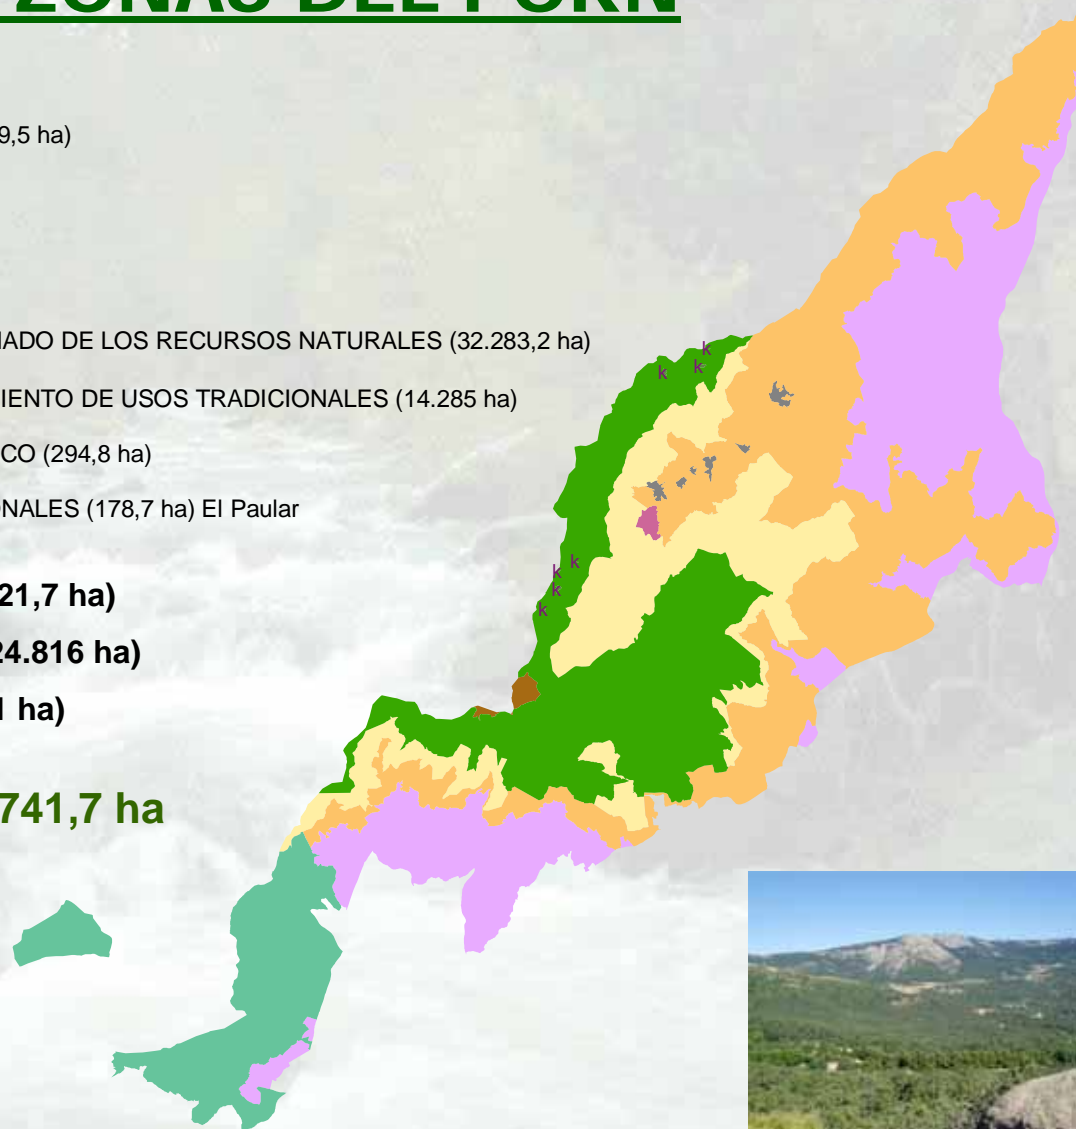 ZONAS DEL PORN
9,5 ha)
ADO DE LOS RECURSOS NATURALES (32.283,2 ha)
IENTO DE USOS TRADICIONALES (14.285 ha)
CO (294,8 ha)
ONALES (178,7 ha) El Paular
21,7 ha)
24.816 ha)
ha)
741,7 ha
k
k
k
k
k
k
k